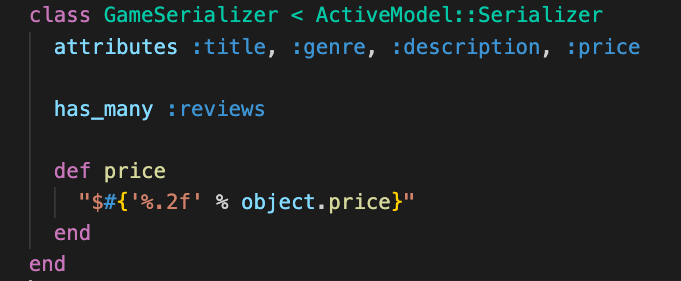 class GameSerializer < ActiveModel::Serializer
  attributes :title, :genre, :description, :price

  has_many :reviews

  def price
    "$#{'%.2f' % object.price}"
  end
end